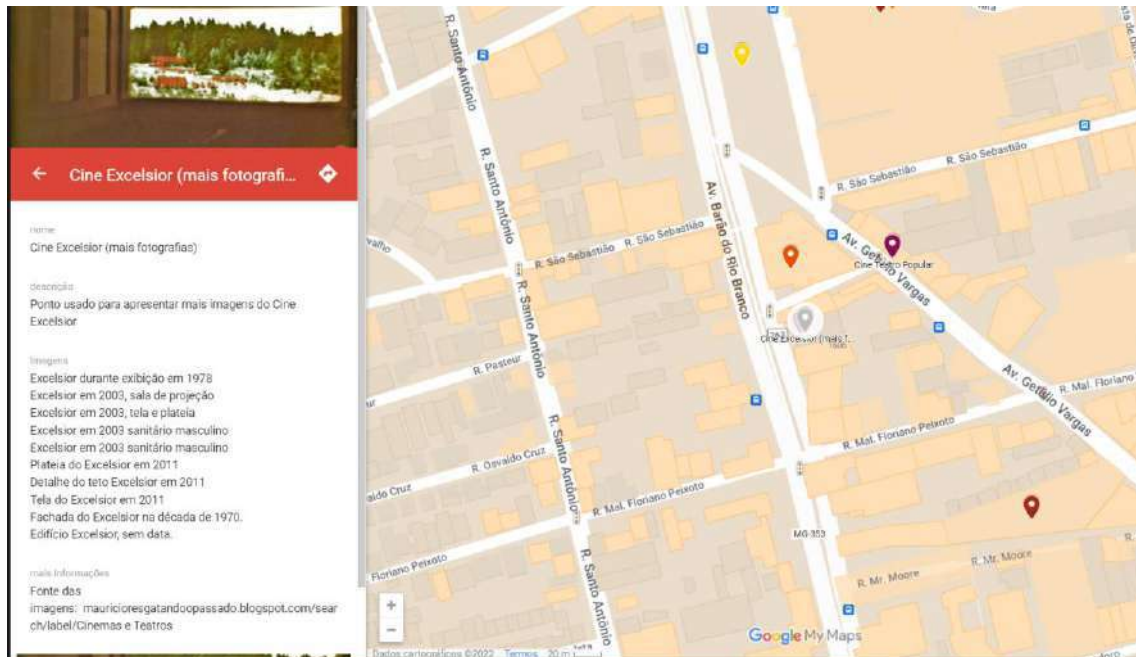 Cine Excelsior (mais fotografi...
nome
Cine Excelsior (mais fotografias)
descrição
Ponto usado para apresentar mais imagens do Cine
Excelsior
Imagens
Excelsior durante exibição em 1978
Excelsior em 2003, sala de projeção
Excelsior em 2003, tela e plateia
Excelsior em 2003 sanitário masculino
Excelsior em 2003 sanitário masculino
Plateia do Excelsior em 2011
Detalhe do teto Excelsior em 2011
Tela do Excelsior em 2011
Fachada do Excelsior na década de 1970.
Edifício Excelsior, sem data.
mais informações
Fonte das
imagens: mauricioresgatandoopassado.blogspot.com/sear
ch/label/Cinemas e Teatros
R. Santo Antônio
R. Santo Antônio
R. Santo Antônio
R. Santo Antônio
R. Santo Antônio
R. São Sebastião
R. São Sebastião
R. São Sebastião
R. São Sebastião
Av. Barão do Rio Branco
Av. Getúlio Vargas
Av. Getúlio Vargas
Cine Teatro Popular
Cine Excelsior (mais f...
R. Pasteur
R. Osvaldo Cruz
aldo Cruz
R. Mal. Floriano
R. Mal. Floriano Peixoto
R. Mal. Floriano Peixoto
Floriano Peixoto
MG-353
R. Mr. Moore
R. Mr. Moore
+
−
Google My Maps
Dados cartográficos ©2022 Termos 20 m